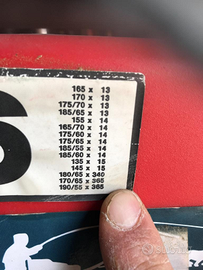 165 x 13
170 x 13
175/70 x 13
185/65 x 13
155 x 14
165/70 x 14
175/60 x 14
175/65 x 14
185/55 x 14
185/60 x 14
135 x 15
145 x 15
180/65 x 340
170/65 x 365
190/55 x 365